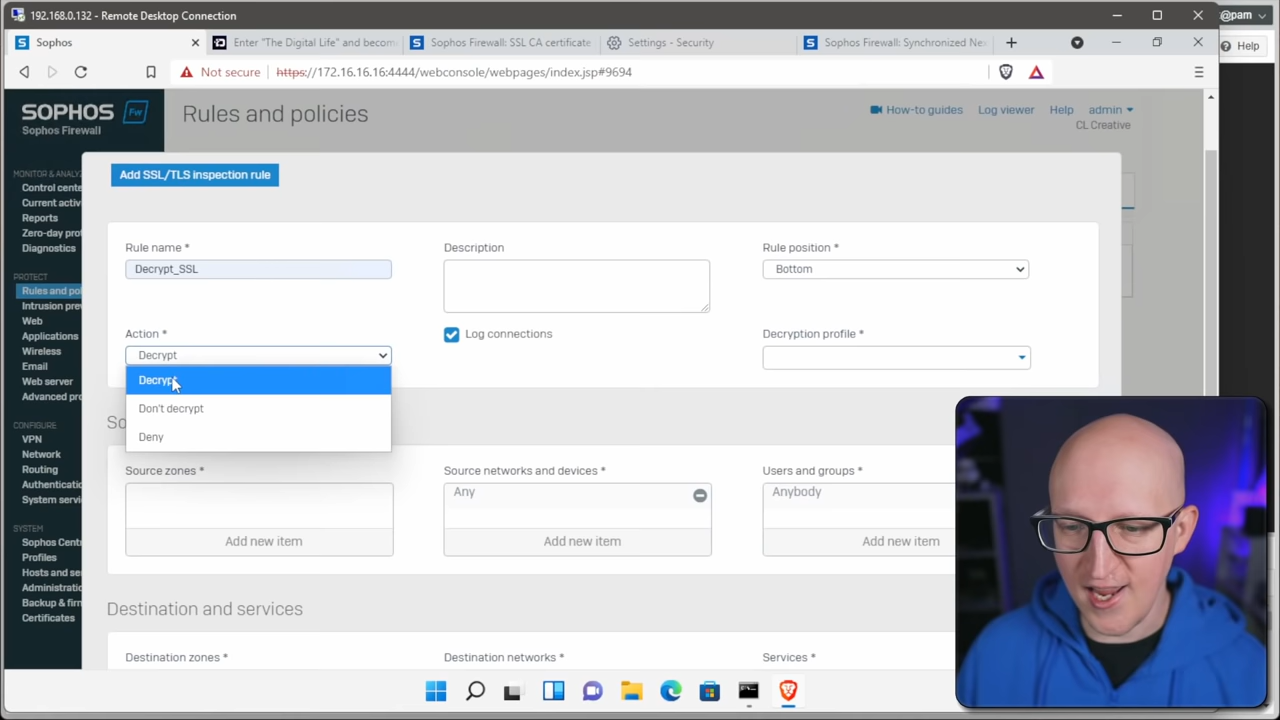 192.168.0.132 - Remote Desktop Connection
@pam
Sophos
Enter "The Digital Life" and becom
Sophos Firewall: SSL CA certificate
Settings - Security
Sophos Firewall: Synchronized Nex
Help
Not secure
https://172.16.16.16:4444/webconsole/webpages/index.jsp#9694
SOPHOS Fw
Sophos Firewall
Rules and policies
How-to guides
Log viewer
Help
admin
CL Creative
MONITOR & ANALYZ
Control cente
Current activ
Reports
Zero-day prot
Diagnostics
PROTECT
Rules and poli
Intrusion prev
Web
Applications
Wireless
Email
Web server
Advanced pro
CONFIGURE
VPN
Network
Routing
Authenticatio
System servi
SYSTEM
Sophos Centr
Profiles
Hosts and se
Administratio
Backup & firm
Certificates
Add SSL/TLS inspection rule
Rule name *
Description
Rule position *
Decrypt_SSL
Bottom
Action *
Log connections
Decryption profile *
Decrypt
Decrypt
Don't decrypt
Deny
So
Source zones *
Source networks and devices *
Users and groups *
Any
Anybody
Add new item
Add new item
Add new item
Destination and services
Destination zones *
Destination networks *
Services *